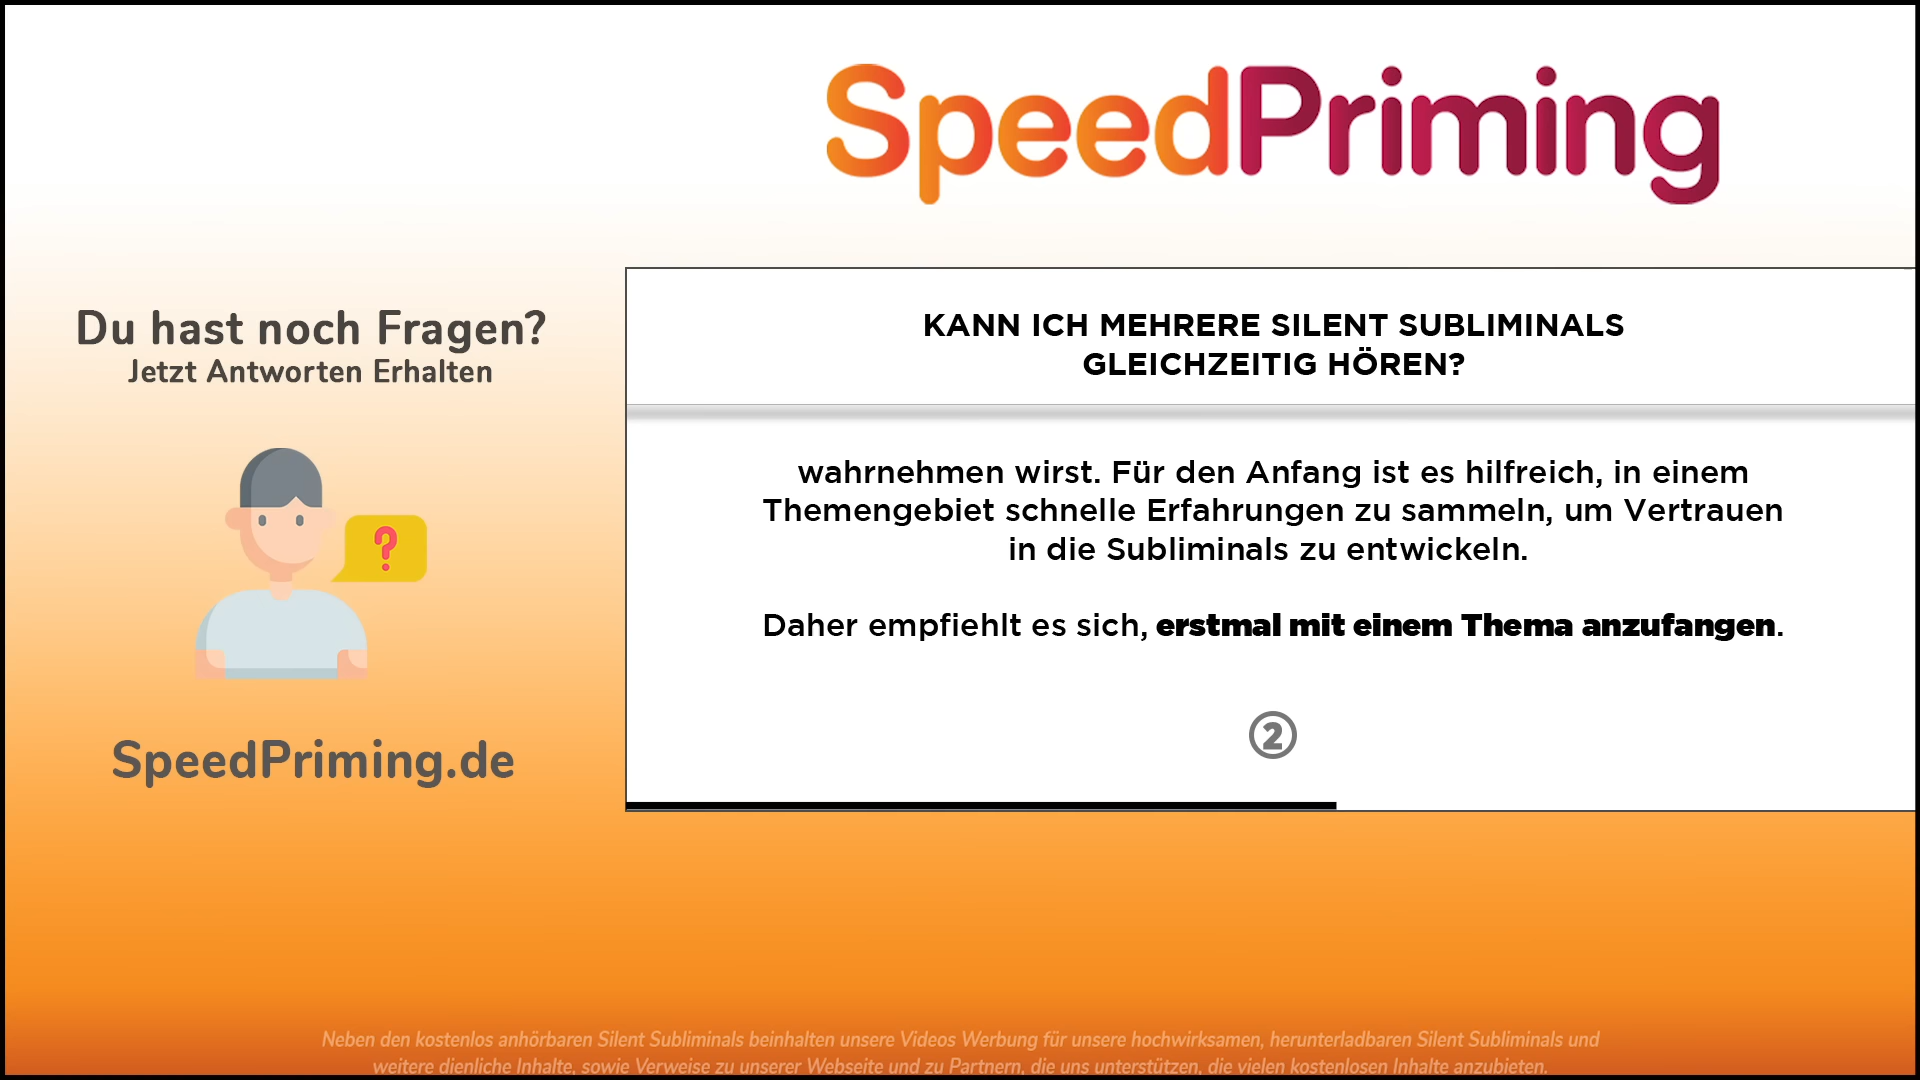 SpeedPriming
Du hast noch Fragen?
Jetzt Antworten Erhalten
?
SpeedPriming.de
KANN ICH MEHRERE SILENT SUBLIMINALS
GLEICHZEITIG HÖREN?
wahrnehmen wirst. Für den Anfang ist es hilfreich, in einem
Themengebiet schnelle Erfahrungen zu sammeln, um Vertrauen
in die Subliminals zu entwickeln.
Daher empfiehlt es sich, erstmal mit einem Thema anzufangen.
2
Neben den kostenlos anhörbaren Silent Subliminals beinhalten unsere Videos Werbung für unsere hochwirksamen, herunterladbaren Silent Subliminals und
weitere dienliche Inhalte, sowie Verweise zu unserer Webseite und zu Partnern, die uns unterstützen, die vielen kostenlosen Inhalte anzubieten.